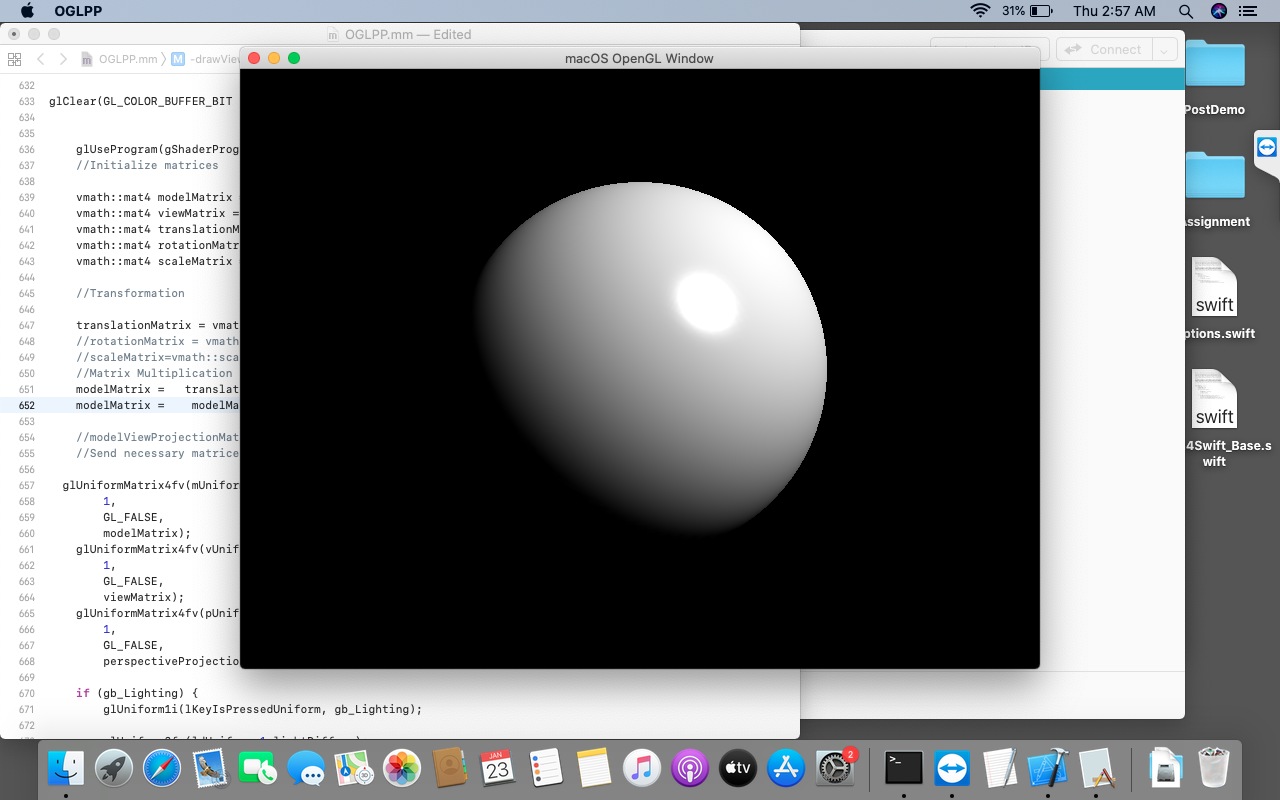 OGLPP
31%
Thu 2:57 AM
OGLPP.mm — Edited
OGLPP.mm
M
-drawVie
Connect
macOS OpenGL Window
632
633 glClear(GL_COLOR_BUFFER_BIT
634
635
636 glUseProgram(gShaderProg
637 //Initialize matrices
638
639 vmath::mat4 modelMatrix
640 vmath::mat4 viewMatrix =
641 vmath::mat4 translationM
642 vmath::mat4 rotationMatr
643 vmath::mat4 scaleMatrix
644
645 //Transformation
646
647 translationMatrix = vmat
648 //rotationMatrix = vmath
649 //scaleMatrix=vmath::sca
650 //Matrix Multiplication
651 modelMatrix = translat
652 modelMatrix = modelMa
653
654 //modelViewProjectionMat
655 //Send necessary matrice
656
657 glUniformMatrix4fv(mUnifor
658 1,
659 GL_FALSE,
660 modelMatrix);
661 glUniformMatrix4fv(vUnif
662 1,
663 GL_FALSE,
664 viewMatrix);
665 glUniformMatrix4fv(pUnif
666 1,
667 GL_FALSE,
668 perspectiveProjectio
669
670 if (gb_Lighting) {
671 glUniform1i(lKeyIsPressedUniform, gb_Lighting);
672
PostDemo
Assignment
swift
ptions.swift
swift
4Swift_Base.s
wift
JAN
23
3D
tv
2
>_